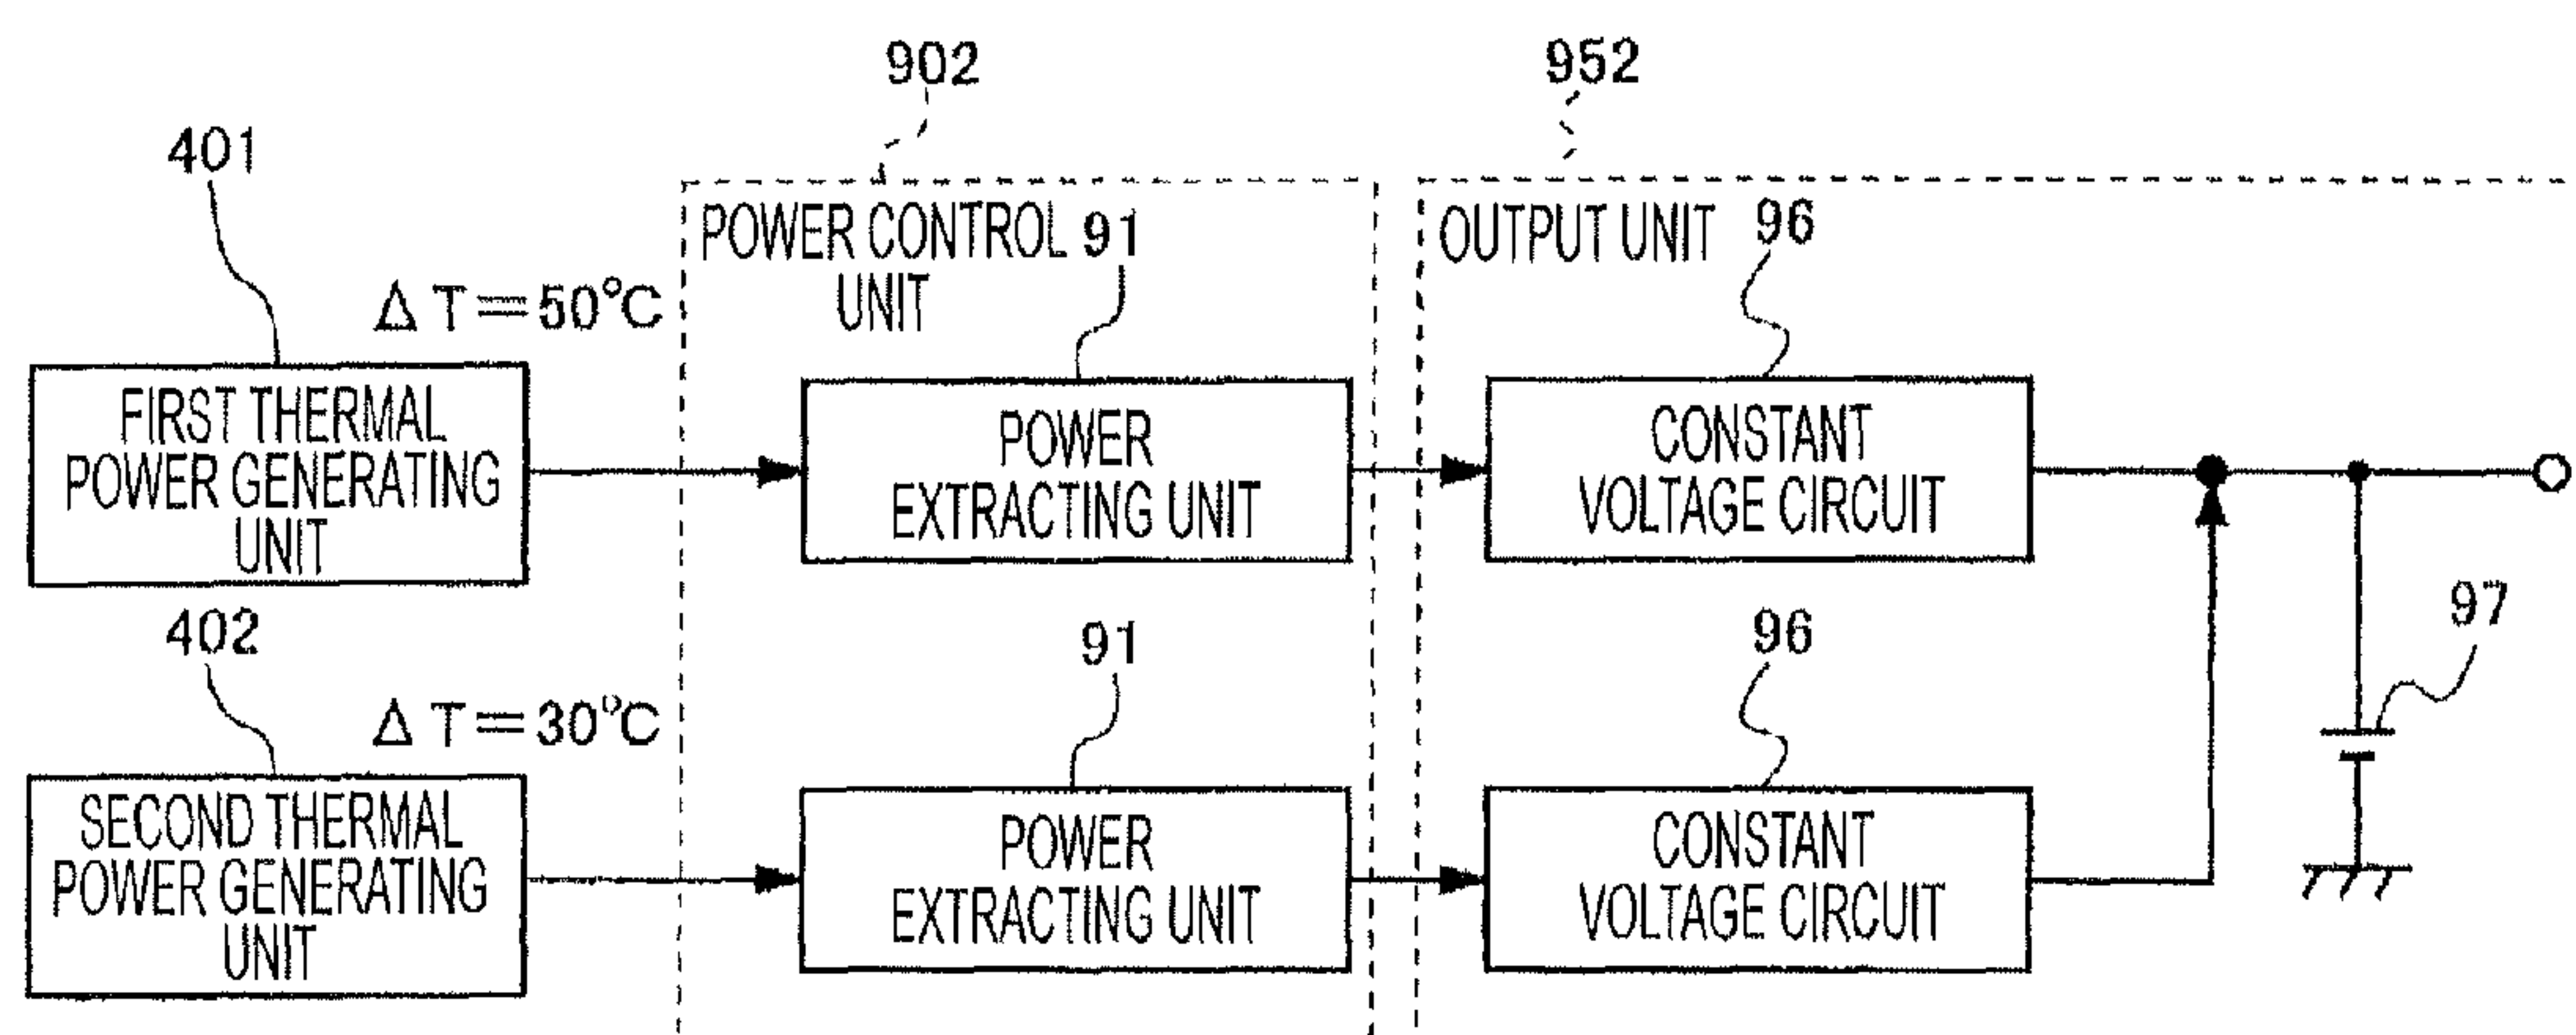 902
952
401
POWER CONTROL
UNIT
91
OUTPUT UNIT
96
Δ T=50°C
FIRST THERMAL
POWER GENERATING
UNIT
POWER
EXTRACTING UNIT
CONSTANT
VOLTAGE CIRCUIT
402
91
96
97
Δ T=30°C
SECOND THERMAL
POWER GENERATING
UNIT
POWER
EXTRACTING UNIT
CONSTANT
VOLTAGE CIRCUIT